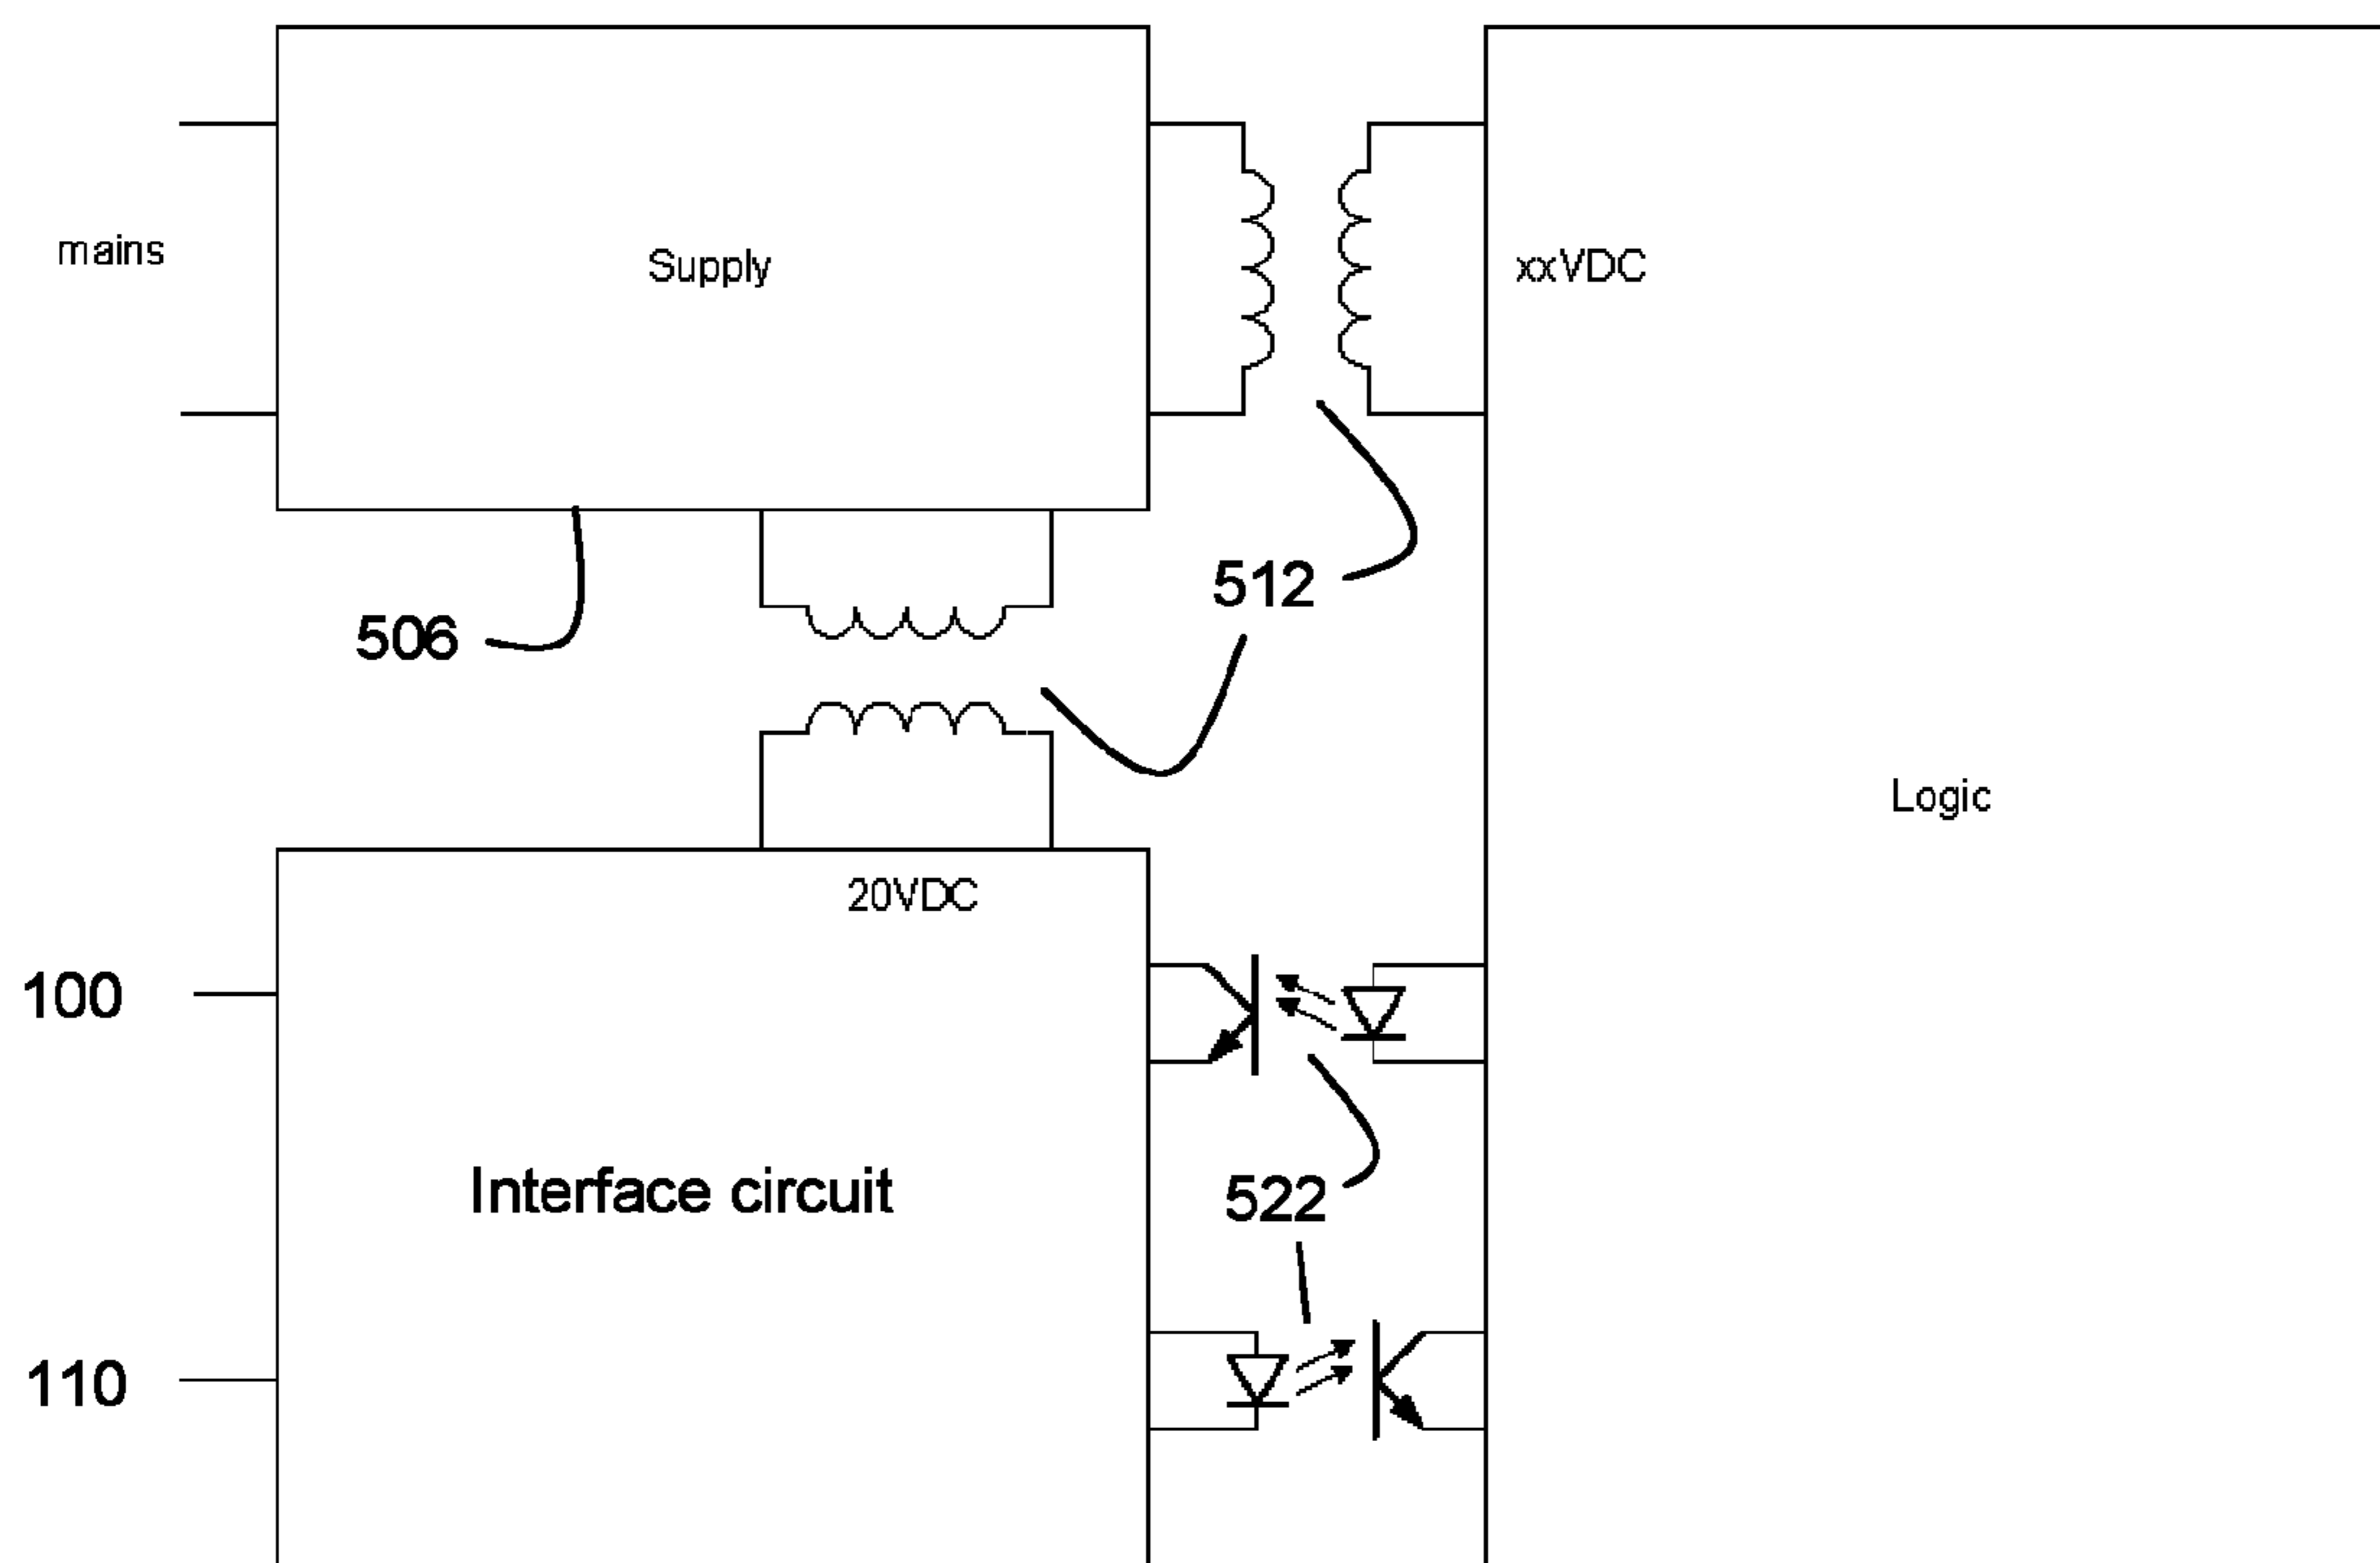 mains
Supply
xxVDC
512
506
Logic
20VDC
100
Interface circuit
522
110